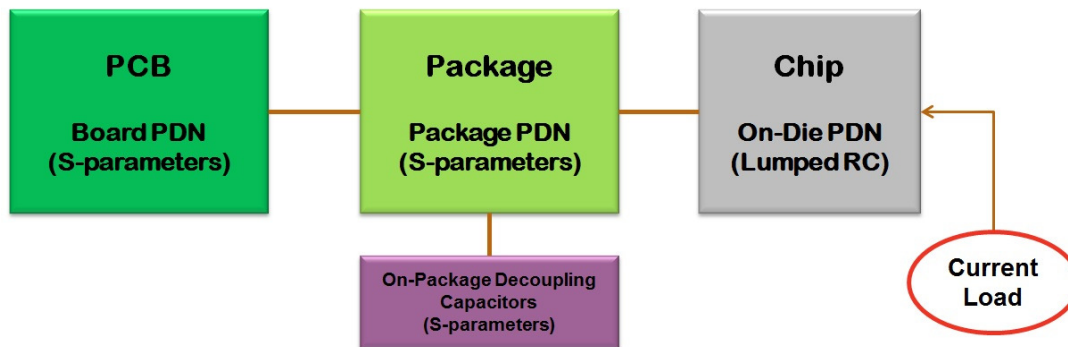 PCB
Board PDN
(S-parameters)
Package
Package PDN
(S-parameters)
Chip
On-Die PDN
(Lumped RC)
On-Package Decoupling
Capacitors
(S-parameters)
Current
Load